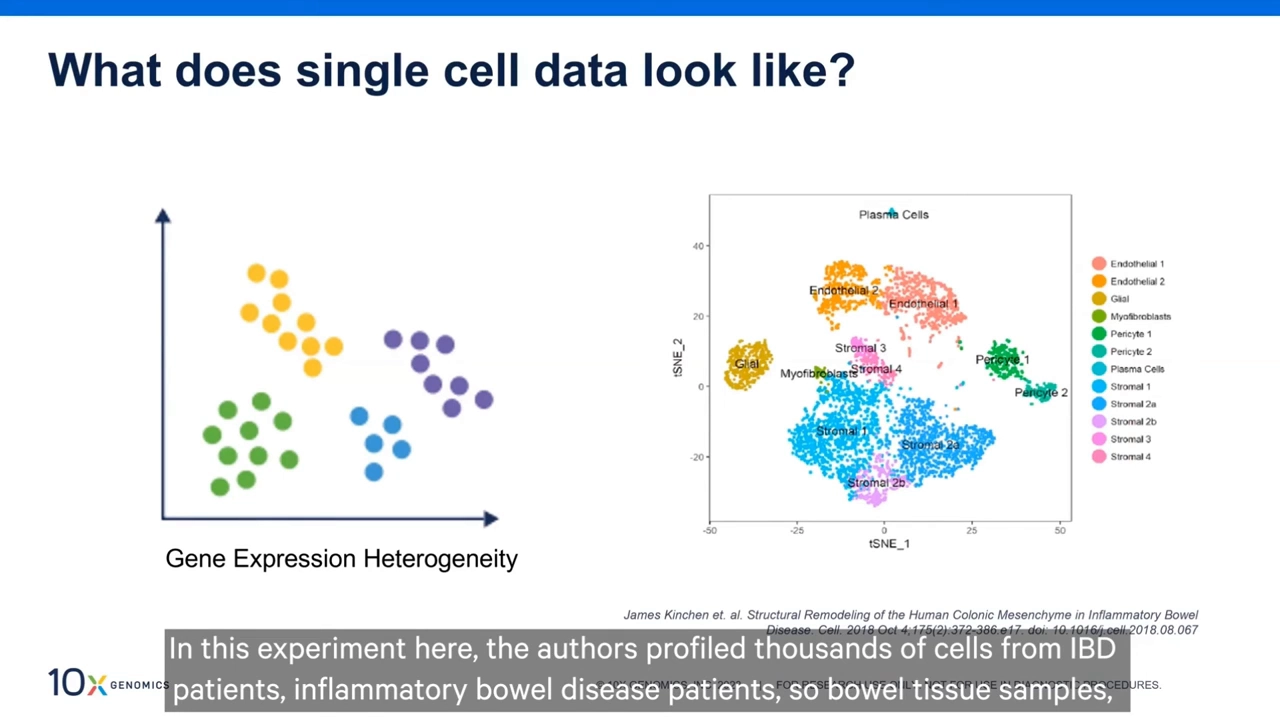 What does single cell data look like?
Gene Expression Heterogeneity
tSNE_2
40
20
0
-20
-50
-25
0
25
50
tSNE_1
Plasma Cells
Endothelial 2
Endothelial 1
Stromal 3
Glial
Myofibroblasts
Stromal 4
Pericyte 1
Pericyte 2
Stromal 1
Stromal 2a
Stromal 2b
Endothelial 1
Endothelial 2
Glial
Myofibroblasts
Pericyte 1
Pericyte 2
Plasma Cells
Stromal 1
Stromal 2a
Stromal 2b
Stromal 3
Stromal 4
James Kinchen et. al. Structural Remodeling of the Human Colonic Mesenchyme in Inflammatory Bowel
Disease. Cell. 2018 Oct 4;175(2):372-386.e17. doi: 10.1016/j.cell.2018.08.067
In this experiment here, the authors profiled thousands of cells from IBD
patients, inflammatory bowel disease patients, so bowel tissue samples,
10X GENOMICS
PROCEDURES.